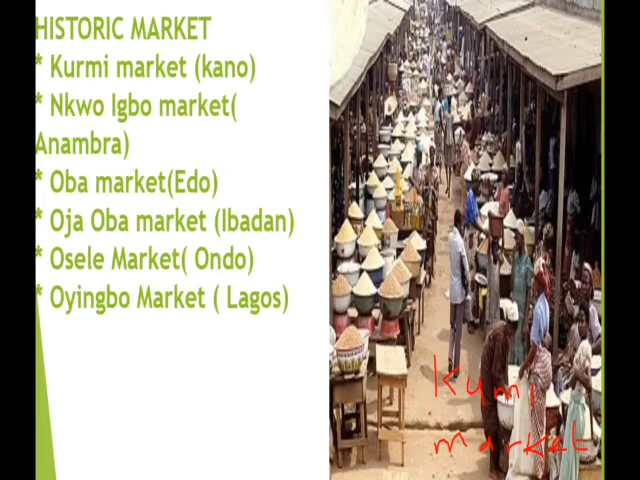 HISTORIC MARKET
* Kurmi market (kano)
* Nkwo Igbo market(
Anambra)
* Oba market(Edo)
* Oja Oba market (Ibadan)
* Osele Market( Ondo)
* Oyingbo Market ( Lagos)
Kurmi
market